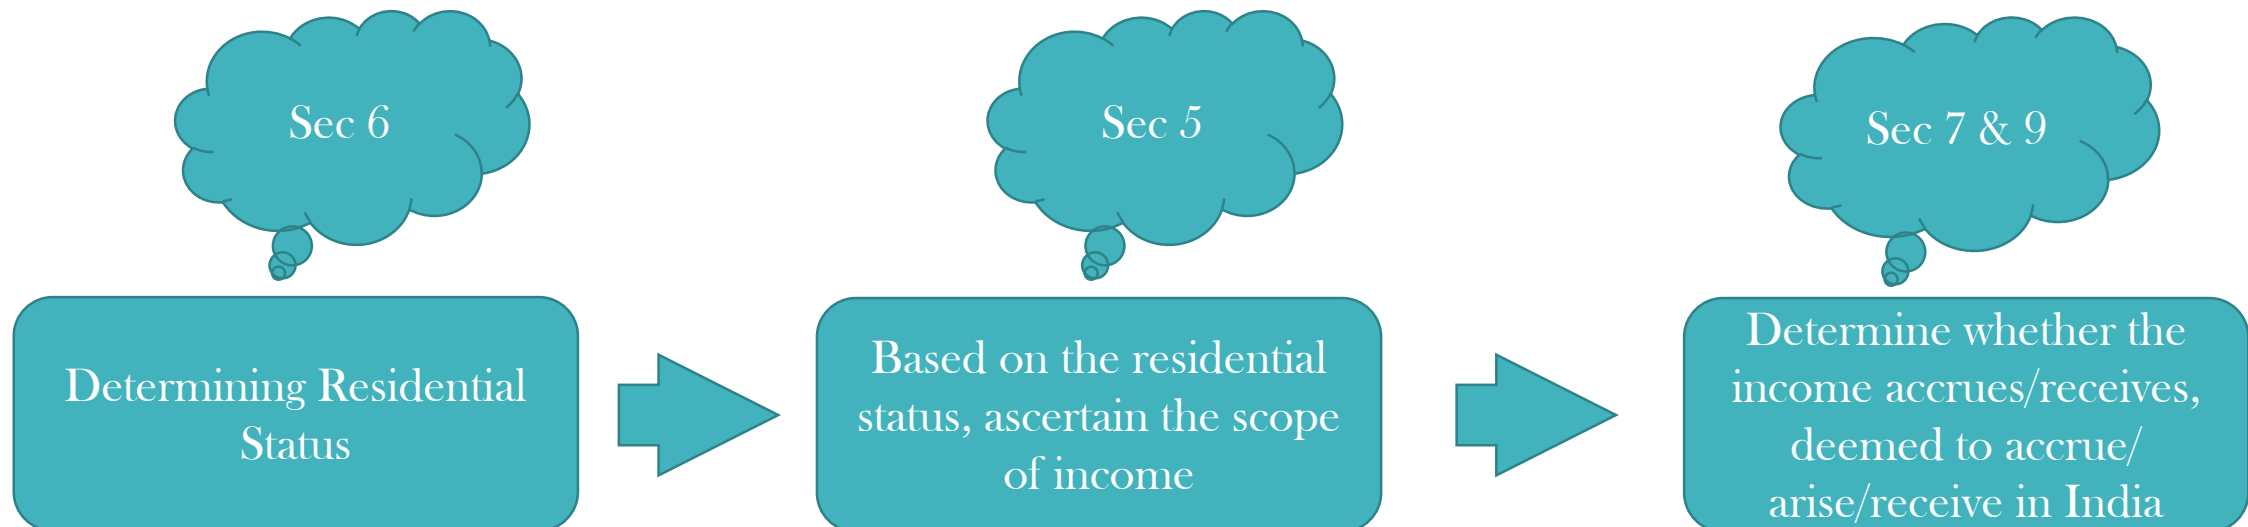 Sec 6
Sec 5
Sec 7 & 9
Determining Residential
Status
Based on the residential
status, ascertain the scope
of income
Determine whether the
income accrues/receives,
deemed to accrue/
arise/receive in India